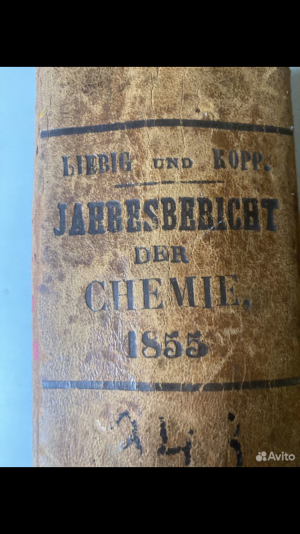 LIEBIG UND KOPP.
JAHRESBERICHT
DER
CHEMIE.
1855
Avito